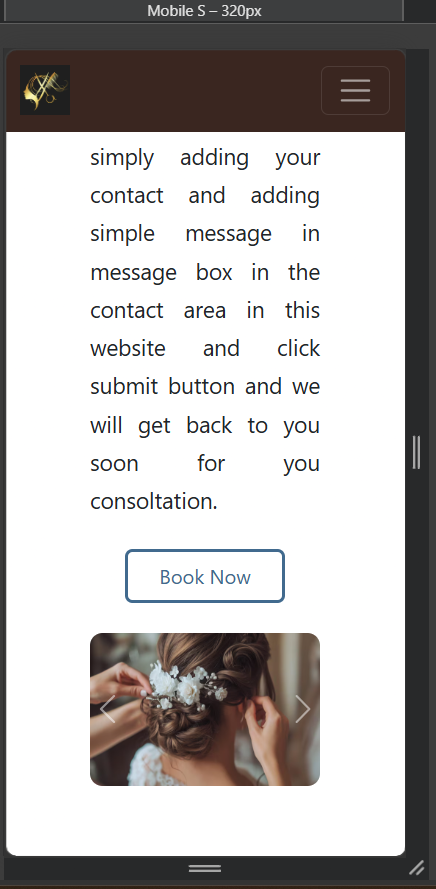 Mobile S – 320px
simply adding your
contact and adding
simple message in
message box in the
contact area in this
website and click
submit button and we
will get back to you
soon for you
consoltation.
Book Now